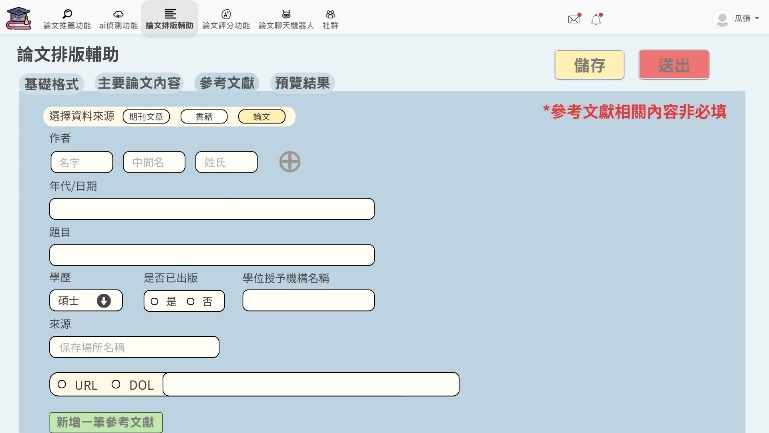 論文推薦功能 ai偵測功能 論文排版輔助 論文評分功能 論文聊天機器人 社群 瓜張
論文排版輔助
儲存 送出
基礎格式 主要論文內容 參考文獻 預覽結果
選擇資料來源 期刊文章 書籍 論文
*參考文獻相關內容非必填
作者
名字 中間名 姓氏
年代/日期
題目
學歷 是否已出版 學位授予機構名稱
碩士 是 否
來源
保存場所名稱
URL DOL
新增一筆參考文獻